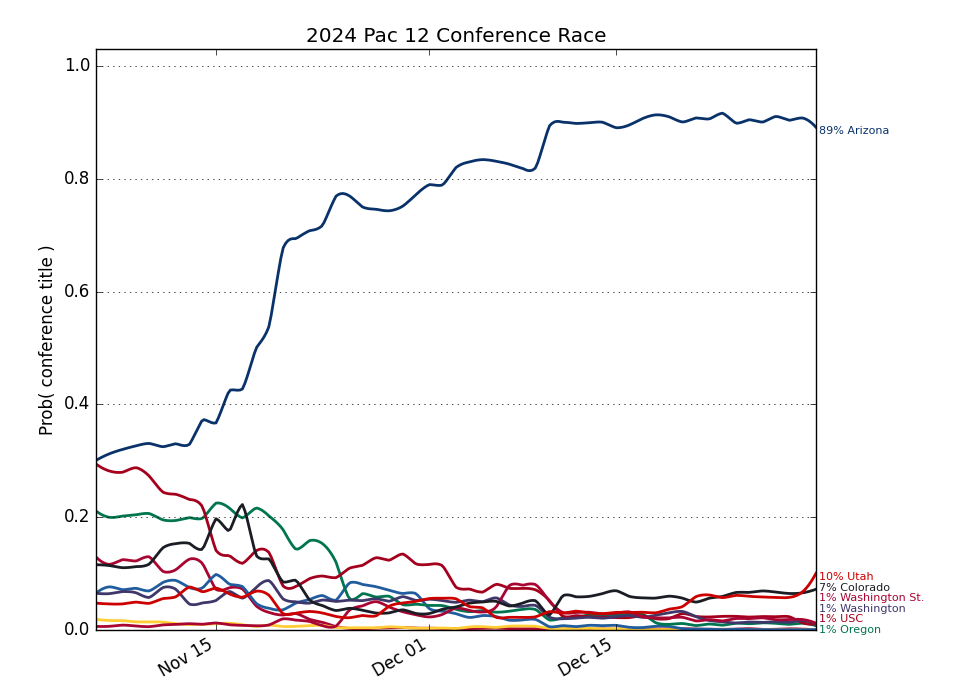 2024 Pac 12 Conference Race
1.0
0.8
0.6
0.4
0.2
0.0
Prob( conference title )
Nov 15
Dec 01
Dec 15
89% Arizona
10% Utah
7% Colorado
1% Washington St.
1% Washington
1% USC
1% Oregon